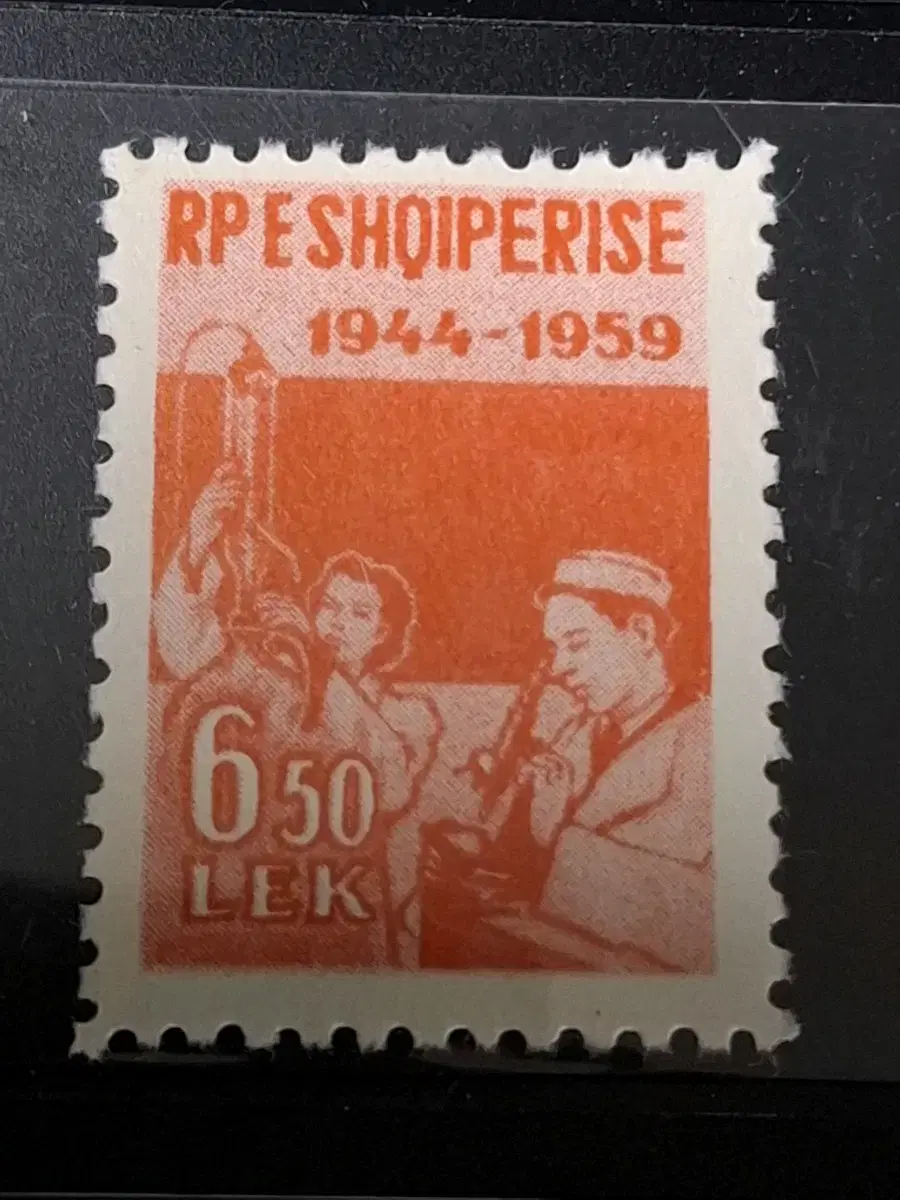 RP E SHQIPERISE
1944-1959
6 50
LEK